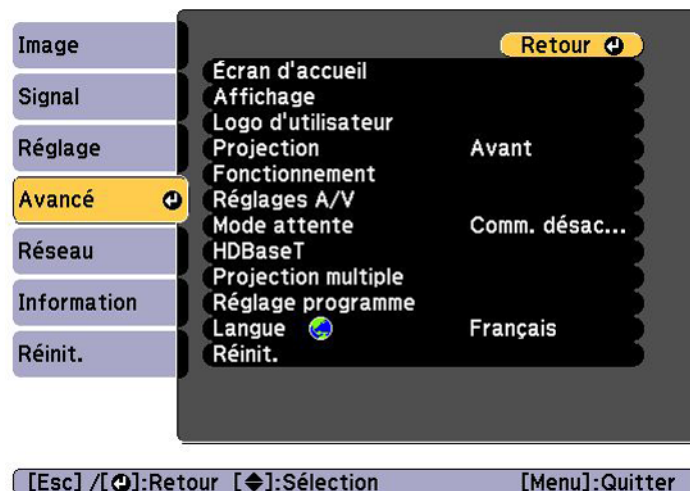 Image
Signal
Réglage
Avancé
Réseau
Information
Réinit.
Retour
Écran d'accueil
Affichage
Logo d'utilisateur
Projection Avant
Fonctionnement
Réglages A/V
Mode attente Comm. désac...
HDBaseT
Projection multiple
Réglage programme
Langue Français
Réinit.
[Esc] /[⏎]:Retour [◆]:Sélection [Menu]:Quitter